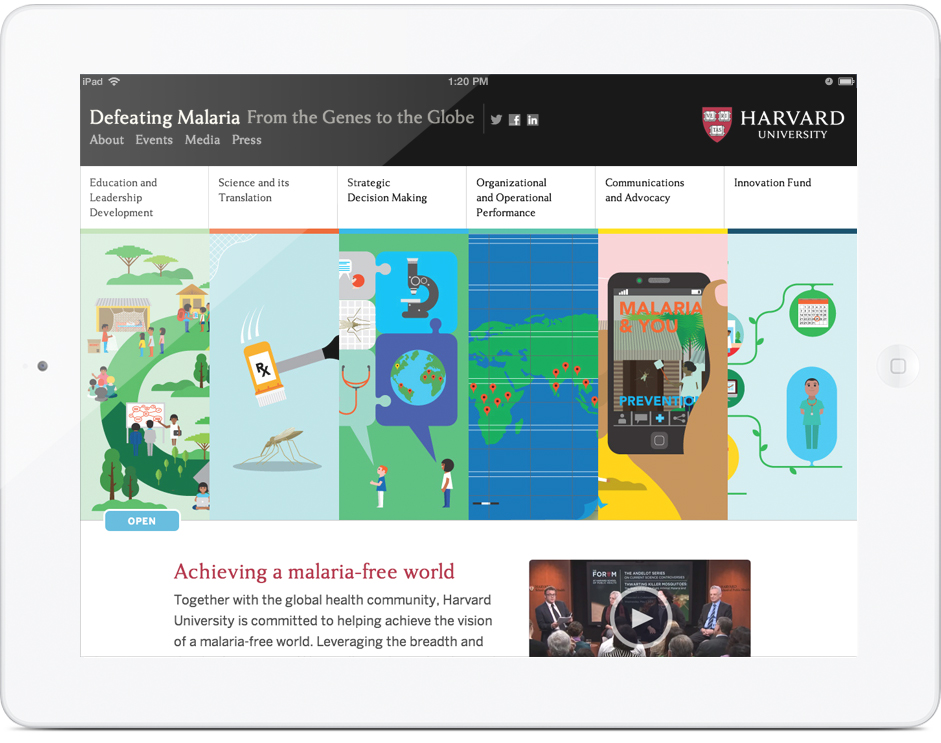 iPad
1:20 PM
Defeating Malaria From the Genes to the Globe
HARVARD
UNIVERSITY
About Events Media Press
Education and
Leadership
Development
Science and its
Translation
Strategic
Decision Making
Organizational
and Operational
Performance
Communications
and Advocacy
Innovation Fund
Rx
MALARIA
& YOU
PREVENTIO
OPEN
Achieving a malaria-free world
Together with the global health community, Harvard
University is committed to helping achieve the vision
of a malaria-free world. Leveraging the breadth and
THE FORUM
THE ANDELOT SERIES
ON CURRENT SCIENCE CONTROVERSIES
THWARTING KILLER MOSQUITOES